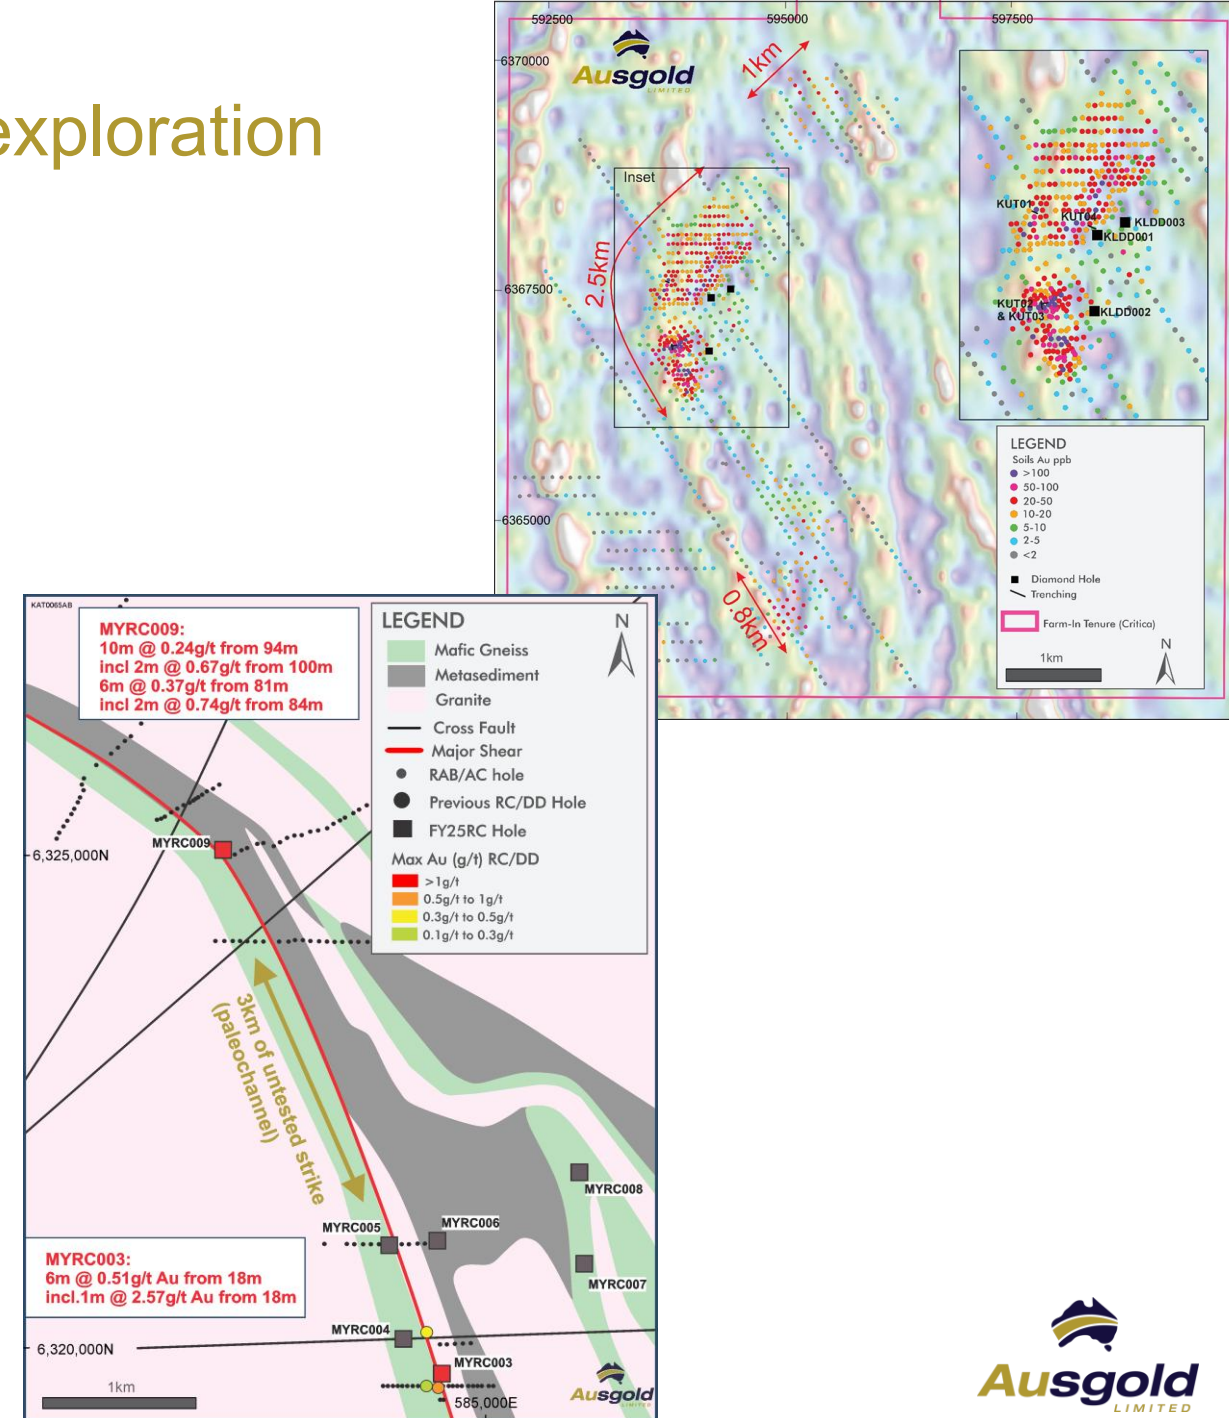 exploration
592500
595000
597500
6370000
6367500
6365000
Ausgold
LIMITED
1km
Inset
2.5km
0.8km
KUT01
KUT04
KLDD003
KLDD001
KUT02
& KUT03
KLDD002
LEGEND
Soils Au ppb
>100
50-100
20-50
10-20
5-10
2-5
<2
Diamond Hole
Trenching
Farm-In Tenure (Critica)
1km
N
KAT0065AB
MYRC009:
10m @ 0.24g/t from 94m
incl 2m @ 0.67g/t from 100m
6m @ 0.37g/t from 81m
incl 2m @ 0.74g/t from 84m
LEGEND
N
Mafic Gneiss
Metasediment
Granite
Cross Fault
Major Shear
RAB/AC hole
Previous RC/DD Hole
FY25RC Hole
Max Au (g/t) RC/DD
>1g/t
0.5g/t to 1g/t
0.3g/t to 0.5g/t
0.1g/t to 0.3g/t
MYRC009
6,325,000N
3km of untested strike
(paleochannel)
MYRC008
MYRC005
MYRC006
MYRC007
MYRC003:
6m @ 0.51g/t Au from 18m
incl.1m @ 2.57g/t Au from 18m
MYRC004
6,320,000N
MYRC003
1km
585,000E
Ausgold
LIMITED
Ausgold
LIMITED